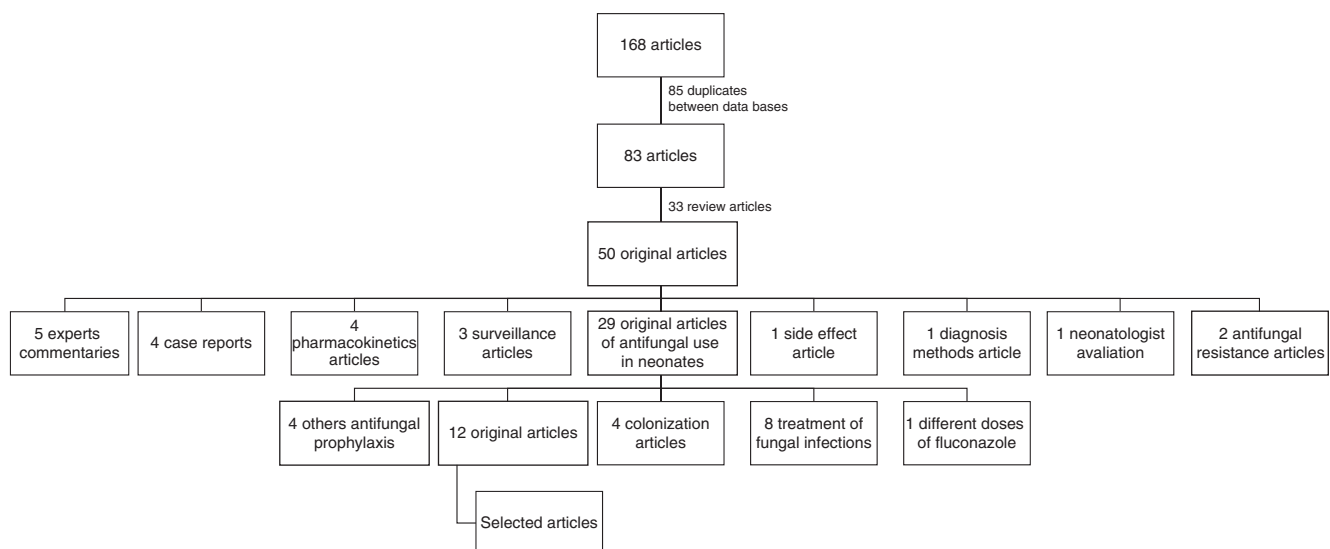 168 articles
85 duplicates
between data bases
83 articles
33 review articles
50 original articles
5 experts
commentaries
4 case reports
4
pharmacokinetics
articles
3 surveillance
articles
29 original articles
of antifungal use
in neonates
1 side effect
article
1 diagnosis
methods article
1 neonatologist
avaliation
2 antifungal
resistance articles
4 others antifungal
prophylaxis
12 original articles
4 colonization
articles
8 treatment of
fungal infections
1 different doses
of fluconazole
Selected articles